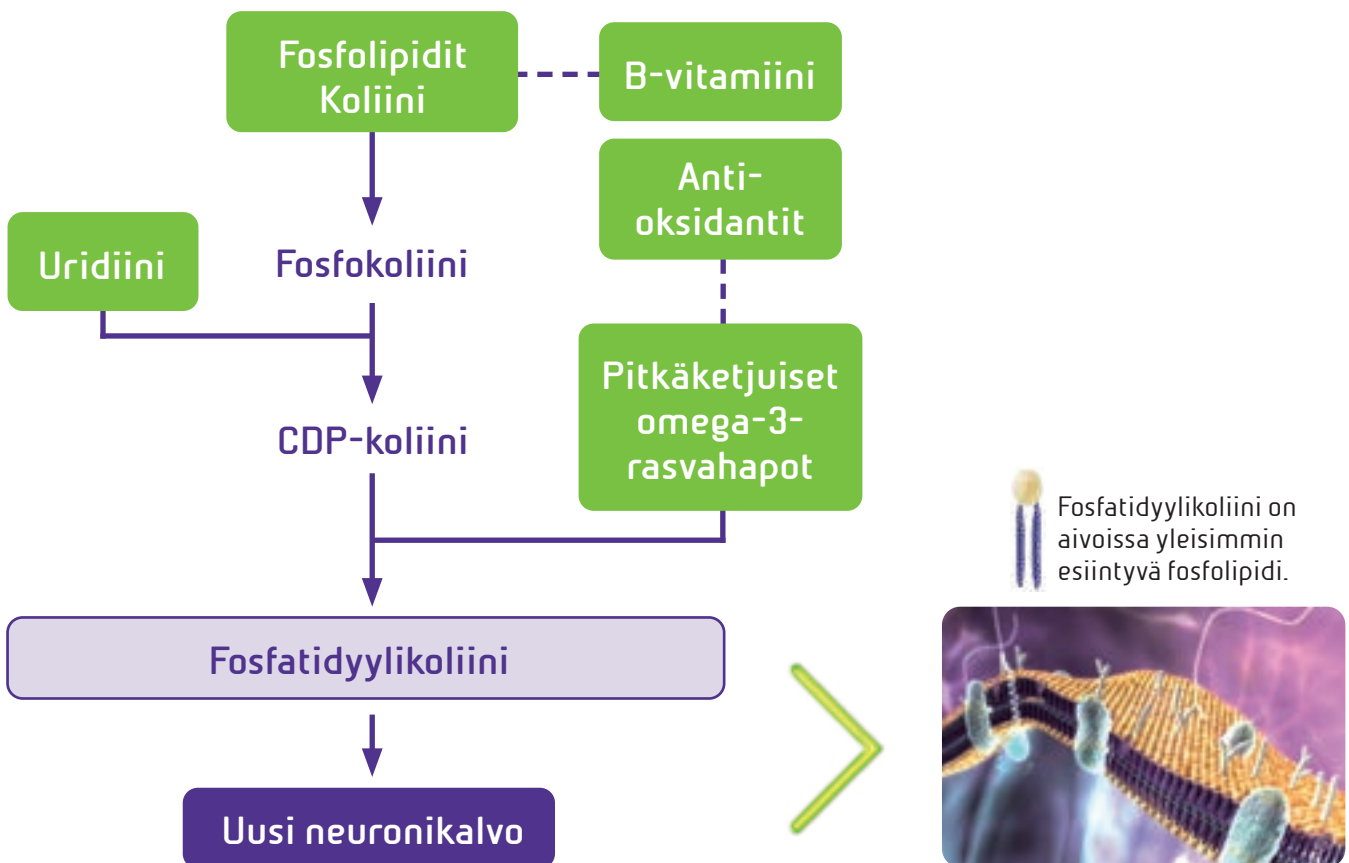 Fosfolipidit
Koliini
B-vitamiini
Anti-
oksidantit
Uridiini
Fosfokoliini
Pitkäketjuiset
omega-3-
rasvahapot
CDP-koliini
Fosfatidyylikoliini on
aivoissa yleisimmin
esiintyvä fosfolipidi.
Fosfatidyylikoliini
Uusi neuronikalvo